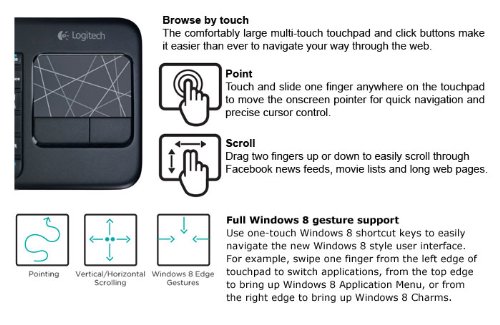 Logitech
Browse by touch
The comfortably large multi-touch touchpad and click buttons make
it easier than ever to navigate your way through the web.
Point
Touch and slide one finger anywhere on the touchpad
to move the onscreen pointer for quick navigation and
precise cursor control.
Scroll
Drag two fingers up or down to easily scroll through
Facebook news feeds, movie lists and long web pages.
Pointing
Vertical/Horizontal
Scrolling
Windows 8 Edge
Gestures
Full Windows 8 gesture support
Use one-touch Windows 8 shortcut keys to easily
navigate the new Windows 8 style user interface.
For example, swipe one finger from the left edge of
touchpad to switch applications, from the top edge
to bring up Windows 8 Application Menu, or from
the right edge to bring up Windows 8 Charms.